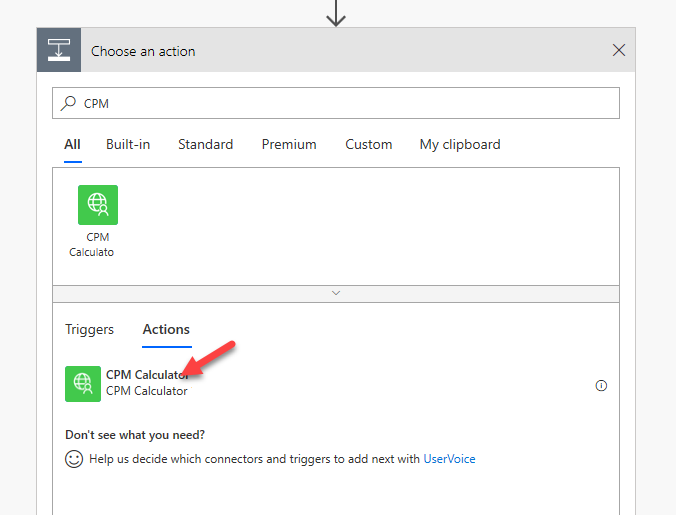 Choose an action
CPM
All Built-in Standard Premium Custom My clipboard
CPM
Calculato
Triggers Actions
CPM Calculator
CPM Calculator
Don't see what you need?
Help us decide which connectors and triggers to add next with UserVoice